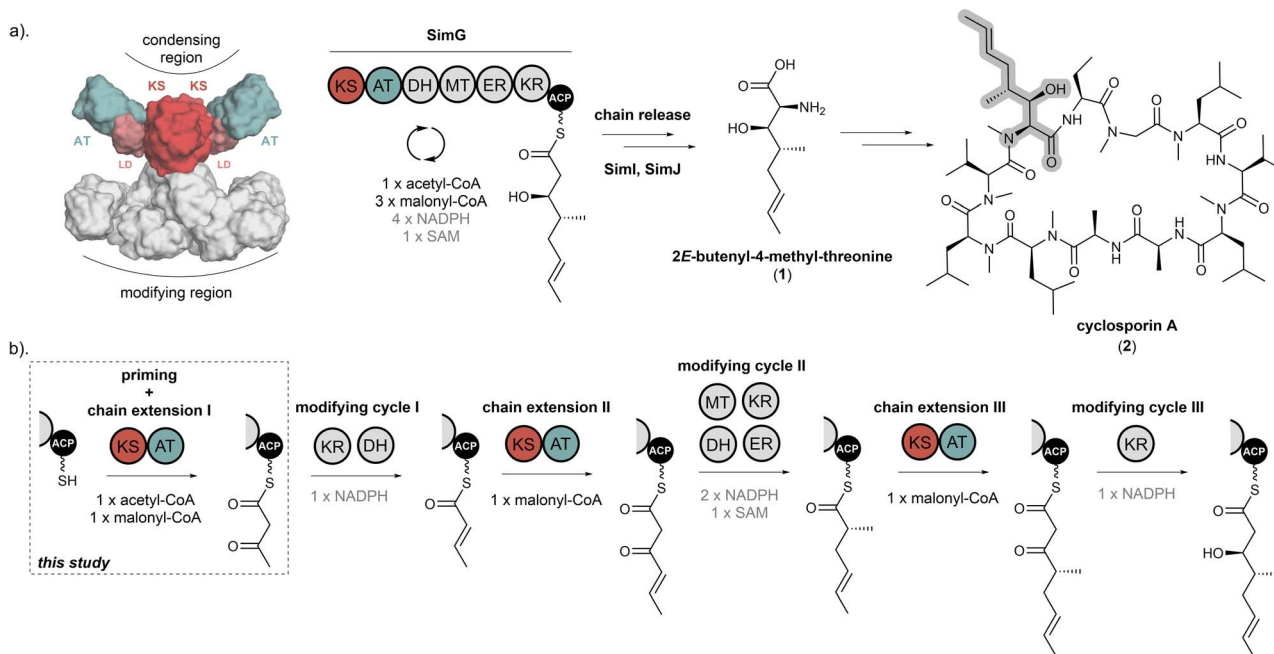 a).
condensing
region
KS KS
AT AT
LD LD
modifying region
SimG
KS AT DH MT ER KR ACP
S
O
HO
1 x acetyl-CoA
3 x malonyl-CoA
4 x NADPH
1 x SAM
chain release
SimI, SimJ
OH
O
NH2
HO
2E-butenyl-4-methyl-threonine
(1)
OH
O O O
N HN N N O
O O HN
N O O N
N N N N
O O H O H O
cyclosporin A
(2)
b).
priming
+
chain extension I
KS AT
ACP
SH
1 x acetyl-CoA
1 x malonyl-CoA
this study
ACP
S
O
O
modifying cycle I
KR DH
1 x NADPH
ACP
S
O
chain extension II
KS AT
1 x malonyl-CoA
ACP
S
O
O
modifying cycle II
MT KR
DH ER
2 x NADPH
1 x SAM
ACP
S
O
chain extension III
KS AT
1 x malonyl-CoA
ACP
S
O
O
modifying cycle III
KR
1 x NADPH
ACP
S
O
HO